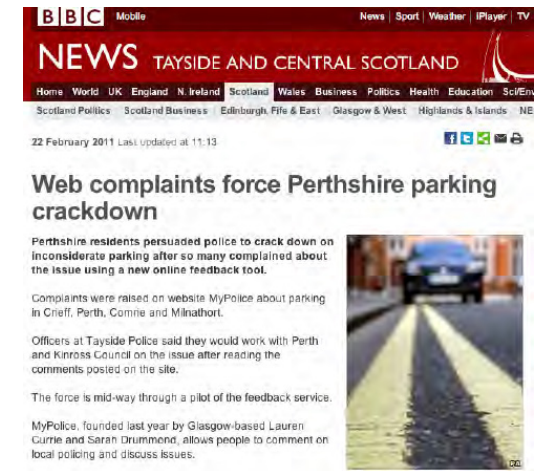 BBC Mobile News Sport Weather iPlayer TV
NEWS TAYSIDE AND CENTRAL SCOTLAND
Home World UK England N.Ireland Scotland Wales Business Politics Health Education Sci/Env
Scotland Politics Scotland Business Edinburgh, Fife & East Glasgow & West Highlands & Islands NE
22 February 2011 Last updated at 11:13
Web complaints force Perthshire parking
crackdown
Perthshire residents persuaded police to crack down on
inconsiderate parking after so many complained about
the issue using a new online feedback tool.
Complaints were raised on website MyPolice about parking
in Crieff, Perth, Comrie and Milnathort.
Officers at Tayside Police said they would work with Perth
and Kinross Council on the issue after reading the
comments posted on the site.
The force is mid-way through a pilot of the feedback service.
MyPolice, founded last year by Glasgow-based Lauren
Currie and Sarah Drummond, allows people to comment on
local policing and discuss issues.